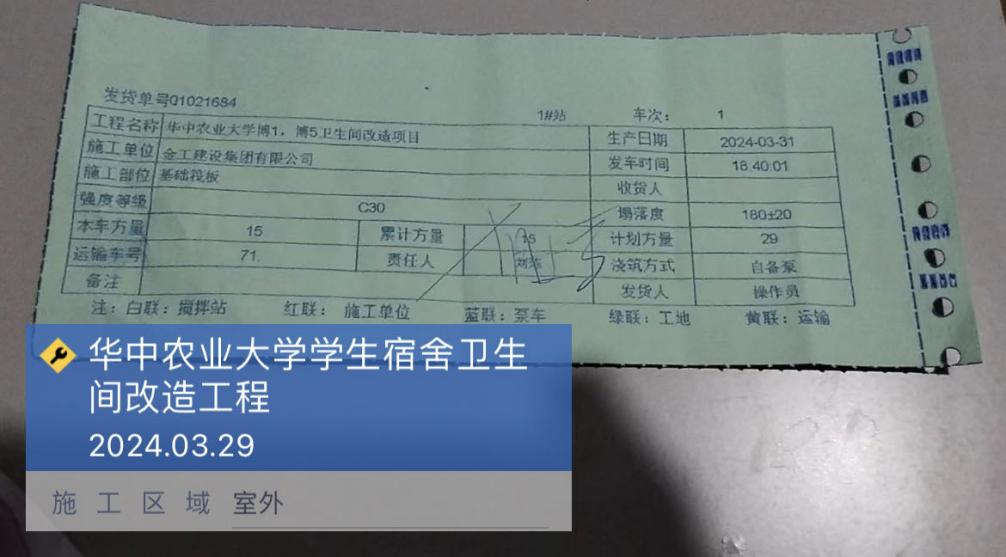 发货单号01021684
1#站 车次: 1
工程名称 华中农业大学博1，博5卫生间改造项目 生产日期 2024-03-31
施工单位 金工建设集团有限公司 发车时间 18:40:01
施工部位 基础筏板 收货人
强度等级 C30 塌落度 180±20
本车方量 15 累计方量 15 计划方量 29
运输车号 71. 责任人 浇筑方式 自备泵
备注 发货人 操作员
注：白联：搅拌站 红联：施工单位 蓝联：泵车 绿联：工地 黄联：运输
华中农业大学学生宿舍卫生
间改造工程
2024.03.29
施工区域 室外